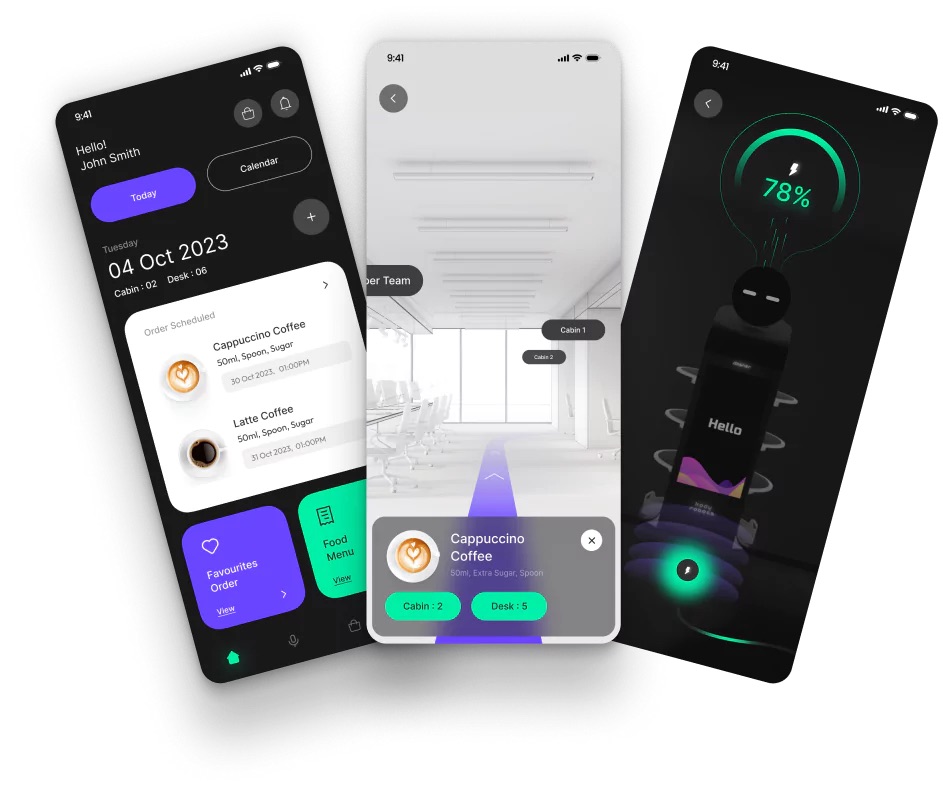 9:41
Hello!
John Smith
Today
Calendar
Tuesday
04 Oct 2023
Cabin : 02 Desk : 06
Order Scheduled
Cappuccino Coffee
50ml, Spoon, Sugar
30 Oct 2023, 01:00PM
Latte Coffee
50ml, Spoon, Sugar
31 Oct 2023, 01:00PM
Favourites
Order
View
Food
Menu
View
9:41
per Team
Cabin 1
Cabin 2
Cappuccino
Coffee
50ml, Extra Sugar, Spoon
Cabin : 2
Desk : 5
9:41
78%
Hello